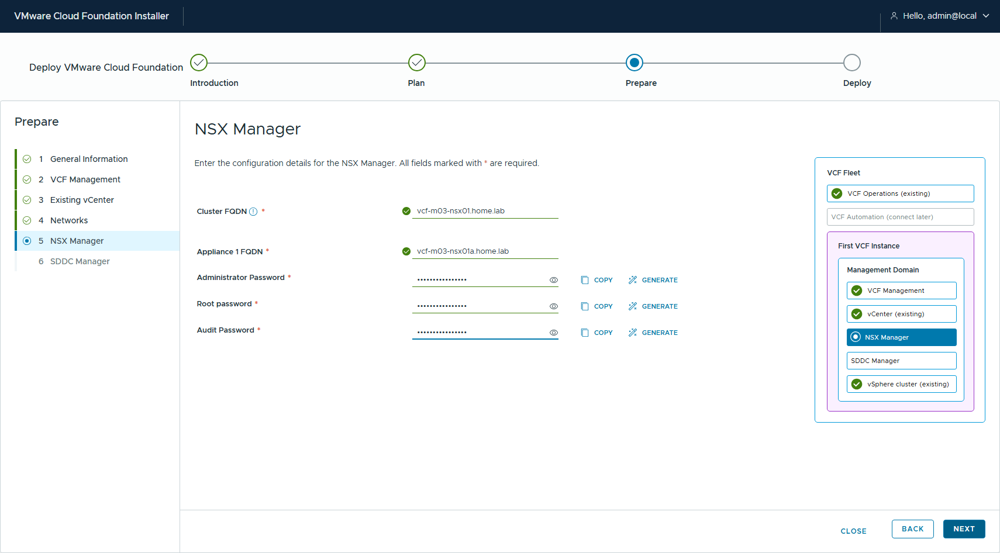 VMware Cloud Foundation Installer
Hello, admin@local
Deploy VMware Cloud Foundation
Introduction
Plan
Prepare
Deploy
Prepare
1 General Information
2 VCF Management
3 Existing vCenter
4 Networks
5 NSX Manager
6 SDDC Manager
NSX Manager
Enter the configuration details for the NSX Manager. All fields marked with * are required.
Cluster FQDN * vcf-m03-nsx01.home.lab
Appliance 1 FQDN * vcf-m03-nsx01a.home.lab
Administrator Password * •••••••••••••••• COPY GENERATE
Root password * •••••••••••••••• COPY GENERATE
Audit Password * •••••••••••••••• COPY GENERATE
VCF Fleet
VCF Operations (existing)
VCF Automation (connect later)
First VCF Instance
Management Domain
VCF Management
vCenter (existing)
NSX Manager
SDDC Manager
vSphere cluster (existing)
CLOSE BACK NEXT